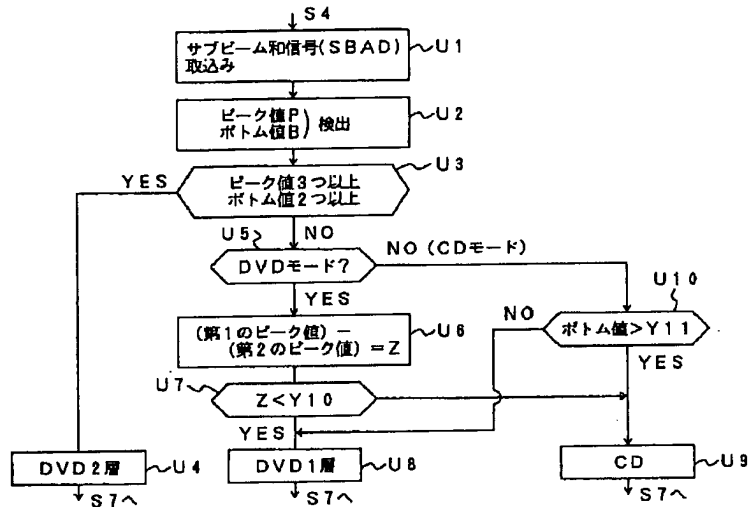 S4
サブビーム和信号(SBAD)
取込み
U1
ピーク値P
ボトム値B
) 検出
U2
U3
YES
ピーク値3つ以上
ボトム値2つ以上
NO
U5
DVDモード?
NO (CDモード)
YES
U10
NO
ボトム値>Y11
YES
(第1のピーク値)−
(第2のピーク値)=Z
U6
U7
Z<Y10
YES
DVD2層
U4
DVD1層
U8
CD
U9
S7へ
S7へ
S7へ